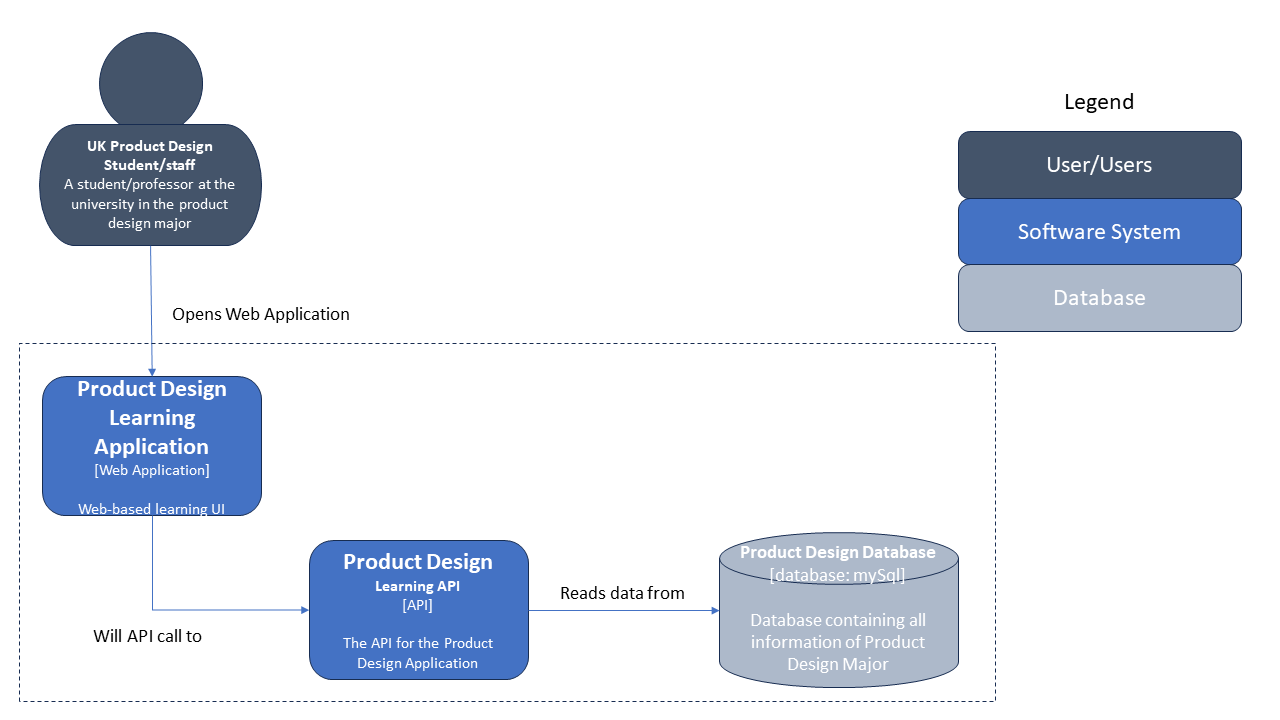 UK Product Design
Student/staff
A student/professor at the
university in the product
design major
Legend
User/Users
Software System
Database
Opens Web Application
Product Design
Learning
Application
[Web Application]
Web-based learning UI
Will API call to
Product Design
Learning API
[API]
The API for the Product
Design Application
Reads data from
Product Design Database
[database: mySql]
Database containing all
information of Product
Design Major